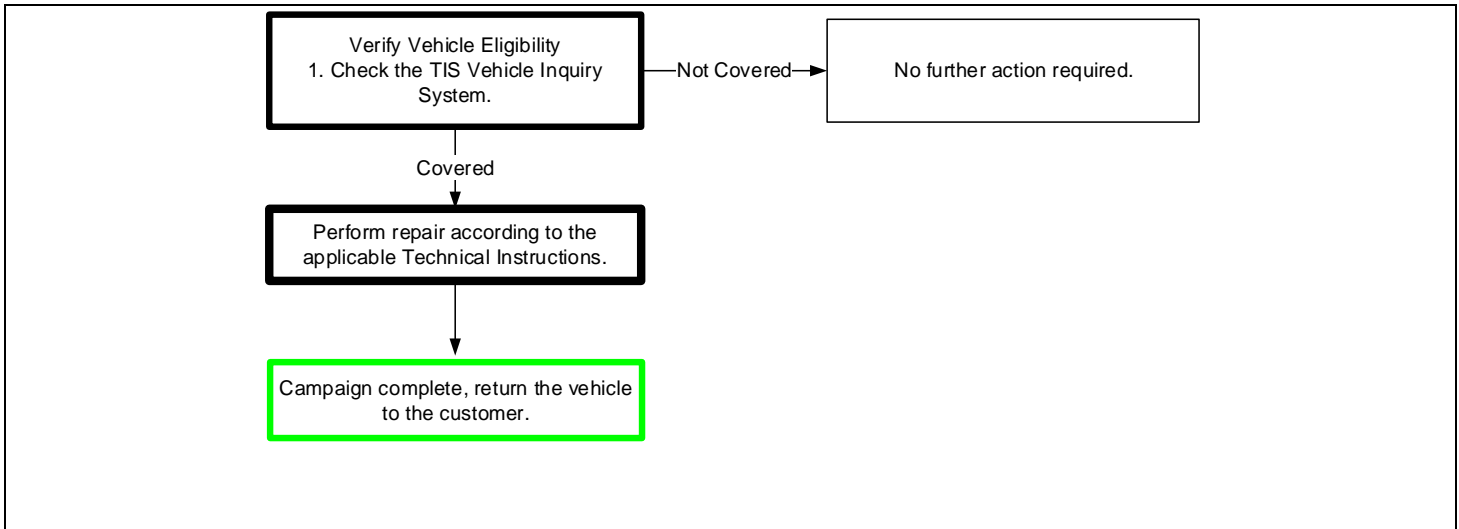 Verify Vehicle Eligibility
1. Check the TIS Vehicle Inquiry
System.
Not Covered
No further action required.
Covered
Perform repair according to the
applicable Technical Instructions.
Campaign complete, return the vehicle
to the customer.